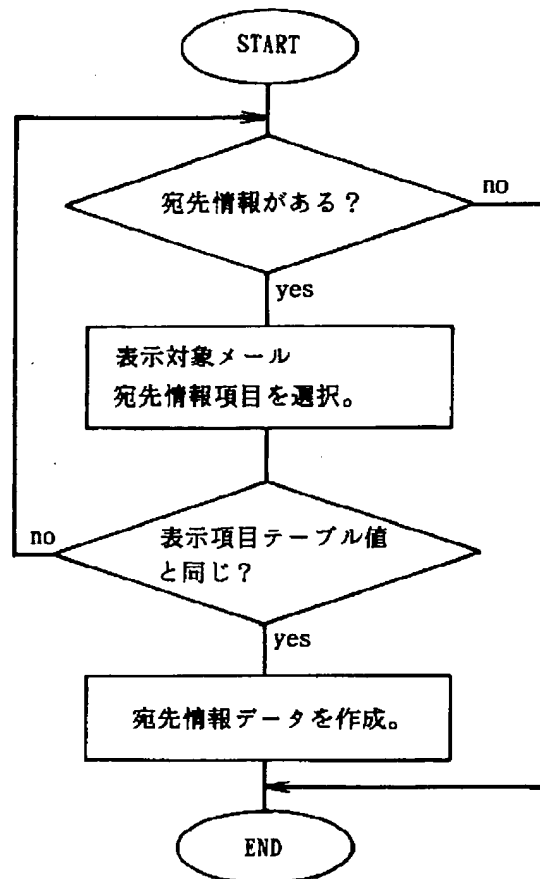 START
宛先情報がある?
no
yes
表示対象メール
宛先情報項目を選択。
no
表示項目テーブル値
と同じ?
yes
宛先情報データを作成。
END